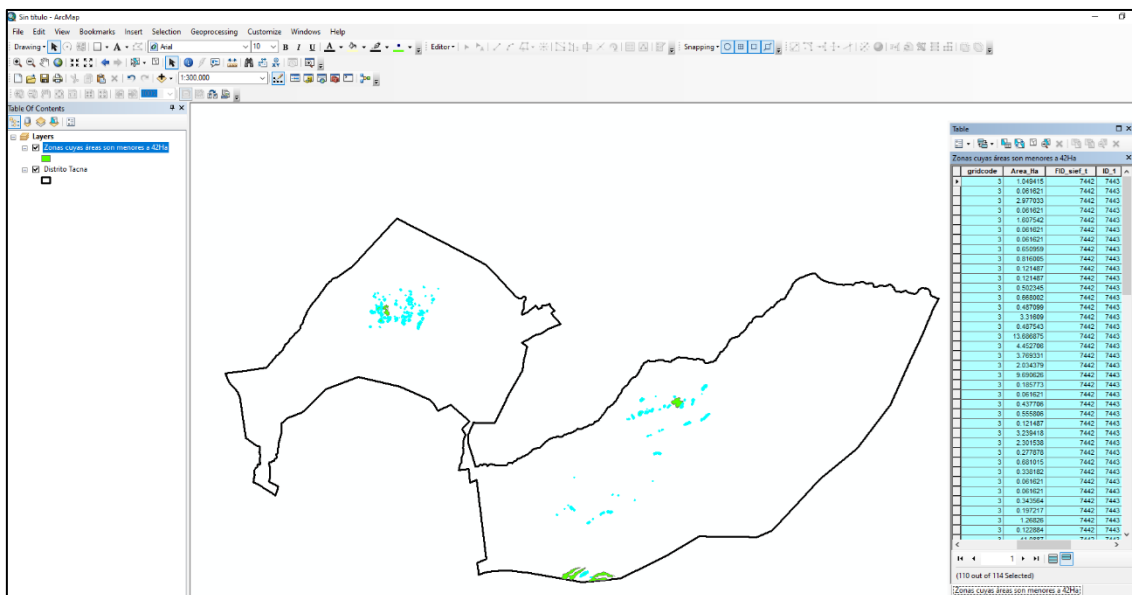 Sin título - ArcMap
File Edit View Bookmarks Insert Selection Geoprocessing Customize Windows Help
Drawing Arial 10 B I U A Editor Snapping
1:300,000
Table Of Contents
Layers
Zonas cuyas áreas son menores a 42Ha
Distrito Tacna
Table
Zonas cuyas áreas son menores a 42Ha
gridcode Area_Ha FID_sief_t ID_1
3 1.049415 7442 7443
3 0.061621 7442 7443
3 2.977033 7442 7443
3 0.061621 7442 7443
3 1.607542 7442 7443
3 0.061621 7442 7443
3 0.061621 7442 7443
3 0.650959 7442 7443
3 0.816005 7442 7443
3 0.121487 7442 7443
3 0.121487 7442 7443
3 0.502345 7442 7443
3 0.668002 7442 7443
3 0.487099 7442 7443
3 3.31609 7442 7443
3 0.487543 7442 7443
3 13.686875 7442 7443
3 4.452786 7442 7443
3 3.769331 7442 7443
3 2.034379 7442 7443
3 9.690626 7442 7443
3 0.185773 7442 7443
3 0.061621 7442 7443
3 0.437706 7442 7443
3 0.555806 7442 7443
3 0.121487 7442 7443
3 3.239418 7442 7443
3 2.301538 7442 7443
3 0.277878 7442 7443
3 0.681015 7442 7443
3 0.338182 7442 7443
3 0.061621 7442 7443
3 0.061621 7442 7443
3 0.343564 7442 7443
3 0.197217 7442 7443
3 1.26826 7442 7443
3 0.122884 7442 7443
1
(110 out of 114 Selected)
Zonas cuyas áreas son menores a 42Ha